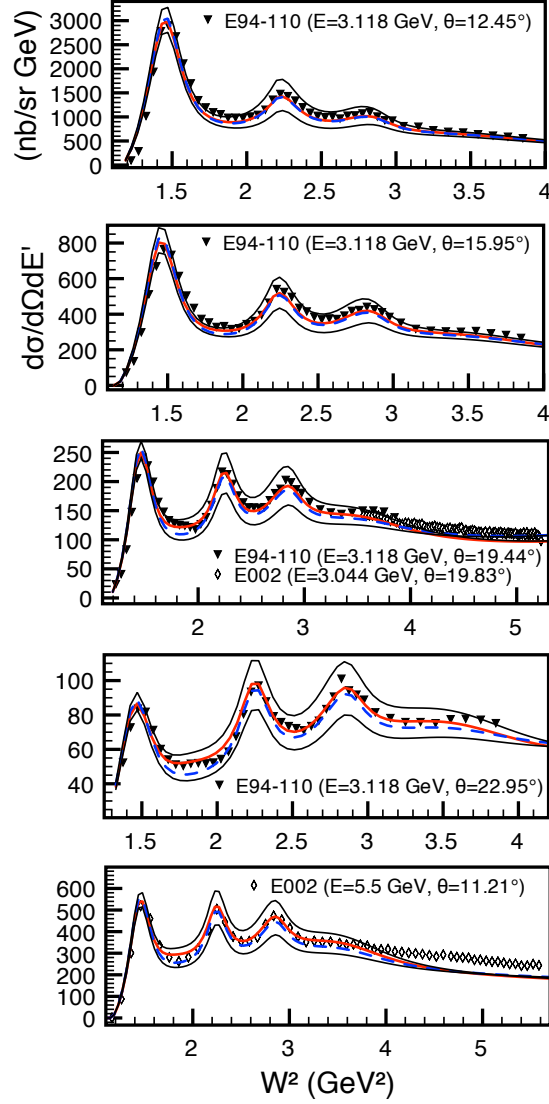 (nb/sr GeV)
3000
2500
2000
1500
1000
500
0
▼ E94-110 (E=3.118 GeV, θ=12.45°)
1.5 2 2.5 3 3.5 4
dσ/dΩdE'
800
600
400
200
0
▼ E94-110 (E=3.118 GeV, θ=15.95°)
1.5 2 2.5 3 3.5 4
250
200
150
100
50
0
▼ E94-110 (E=3.118 GeV, θ=19.44°)
◊ E002 (E=3.044 GeV, θ=19.83°)
2 3 4 5
100
80
60
40
▼ E94-110 (E=3.118 GeV, θ=22.95°)
1.5 2 2.5 3 3.5 4
600
500
400
300
200
100
0
◊ E002 (E=5.5 GeV, θ=11.21°)
2 3 4 5
W² (GeV²)